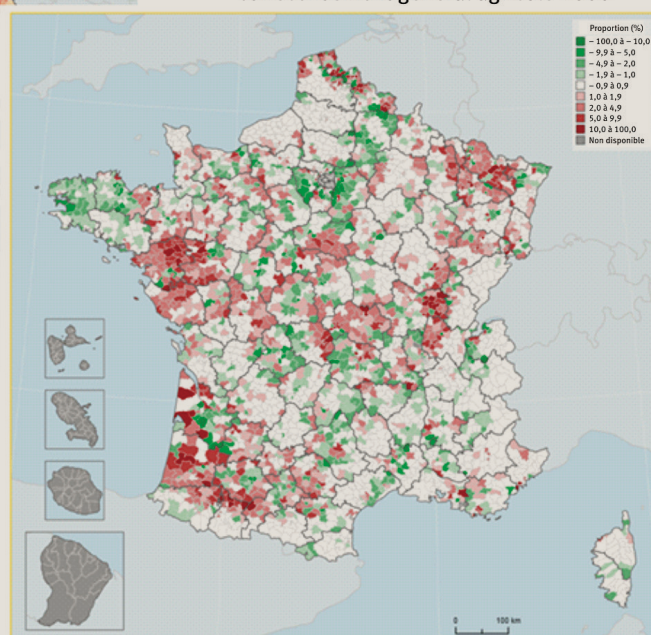 Proportion (%)
– 100,0 à – 10,0
– 9,9 à – 5,0
– 4,9 à – 2,0
– 1,9 à – 1,0
– 0,9 à 0,9
1,0 à 1,9
2,0 à 4,9
5,0 à 9,9
10,0 à 100,0
Non disponible
0 100 km